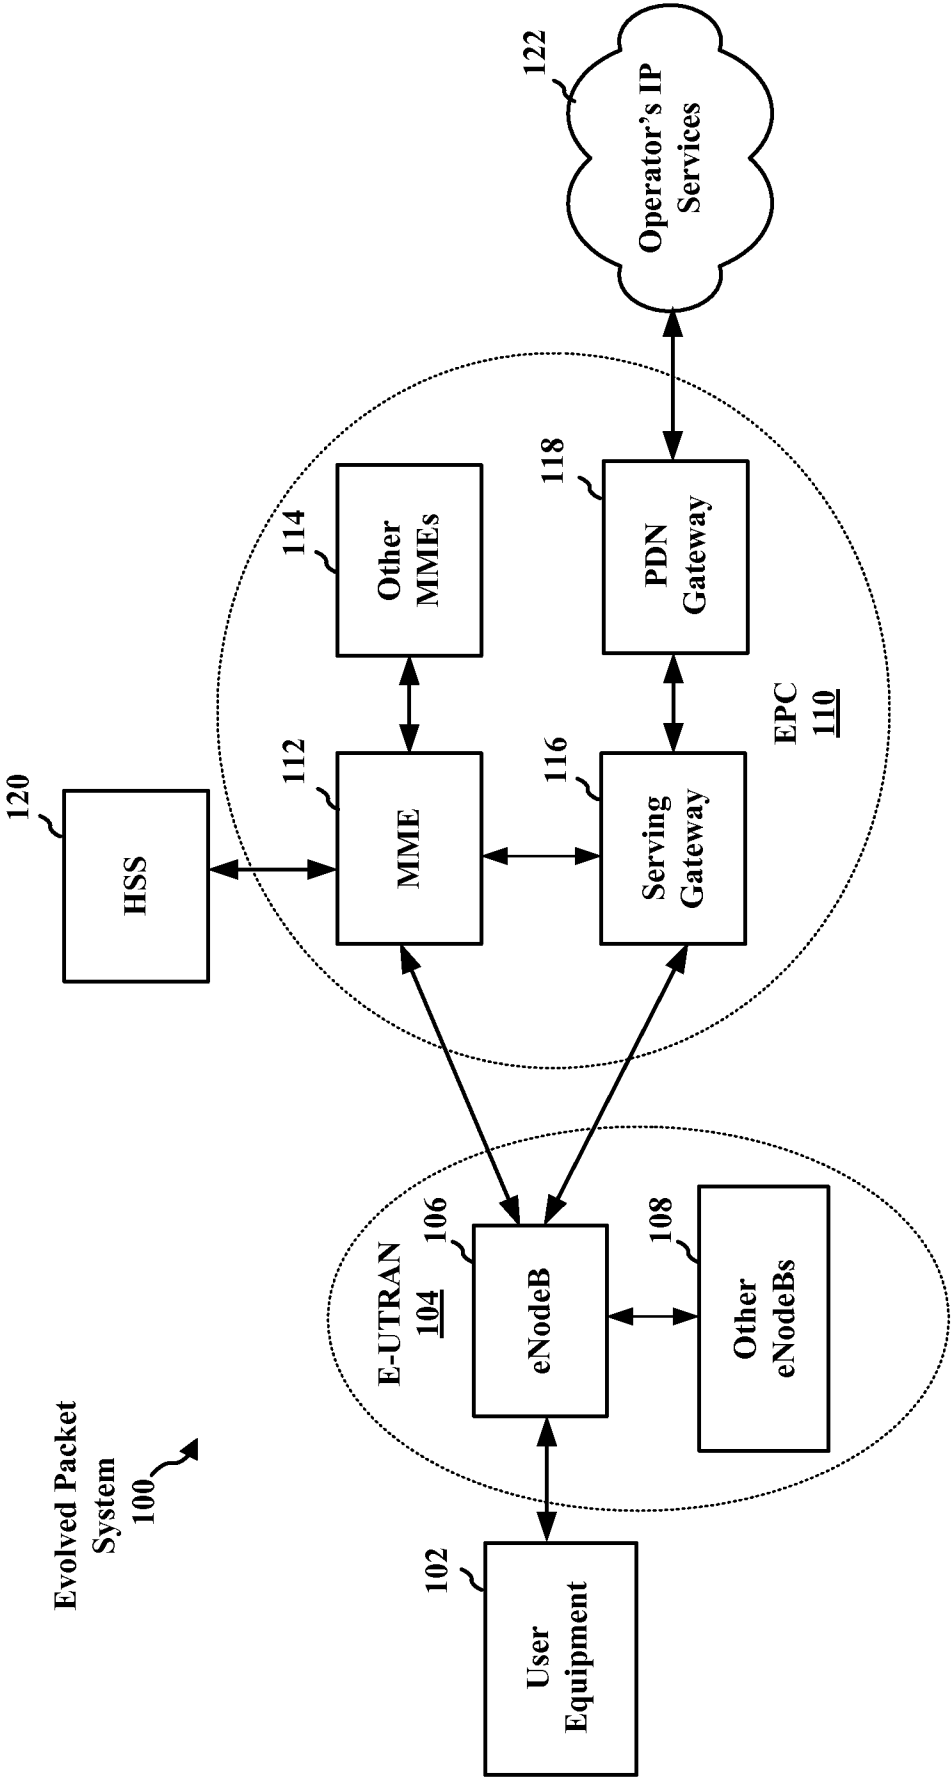 Evolved Packet
System
100
120
HSS
E-UTRAN
104
106
eNodeB
102
User
Equipment
108
Other
eNodeBs
112
MME
114
Other
MMEs
116
Serving
Gateway
118
PDN
Gateway
EPC
110
122
Operator's IP
Services